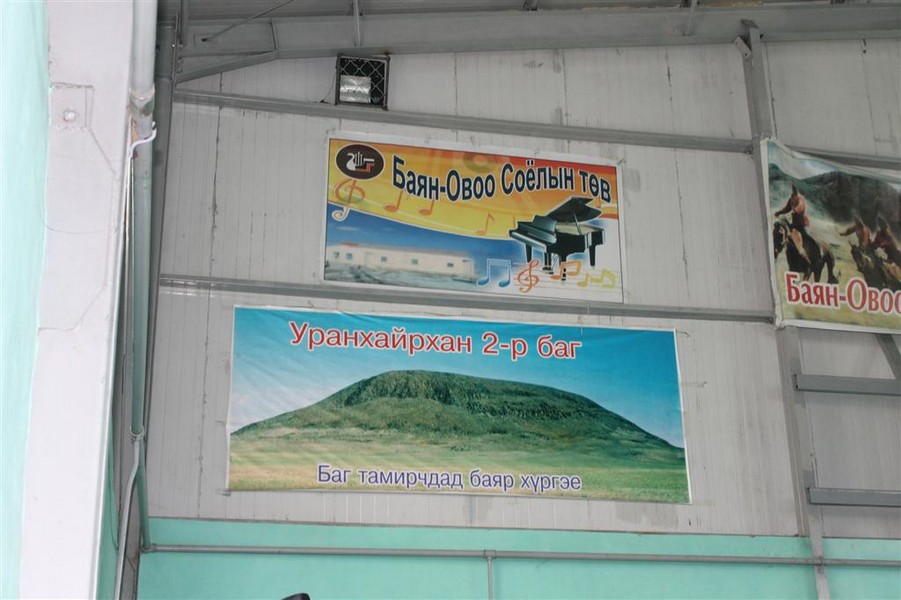 Баян-Овоо Соёлын төв
Баян-Овоо
Уранхайрхан 2-р баг
Баг тамирчдад баяр хүргэе